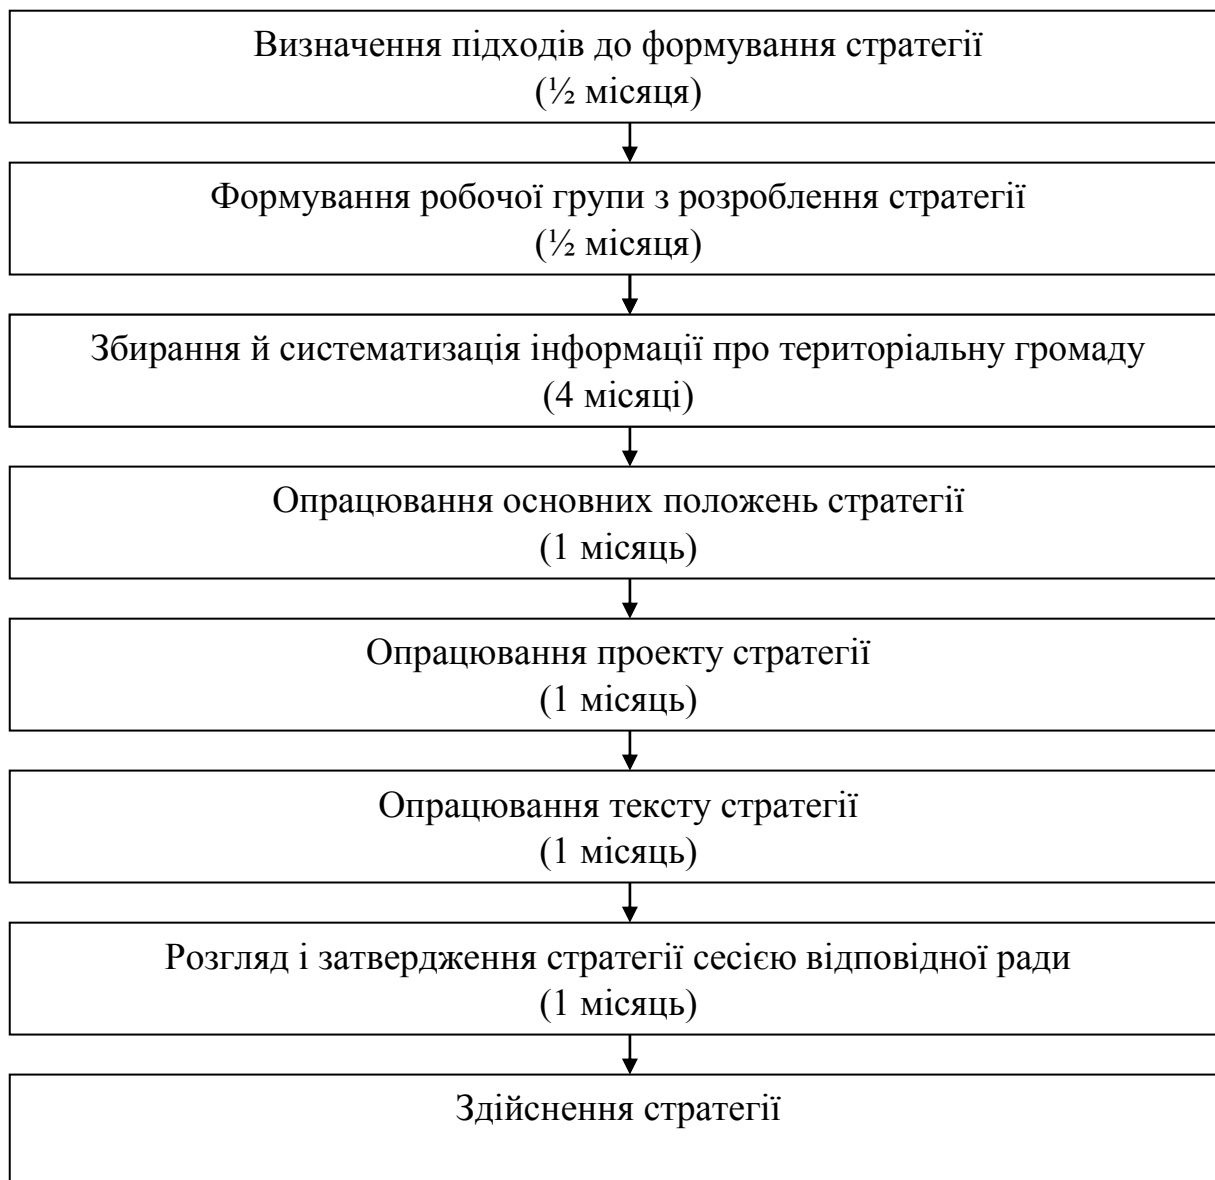 Визначення підходів до формування стратегії
(½ місяця)
Формування робочої групи з розроблення стратегії
(½ місяця)
Збирання й систематизація інформації про територіальну громаду
(4 місяці)
Опрацювання основних положень стратегії
(1 місяць)
Опрацювання проекту стратегії
(1 місяць)
Опрацювання тексту стратегії
(1 місяць)
Розгляд і затвердження стратегії сесією відповідної ради
(1 місяць)
Здійснення стратегії